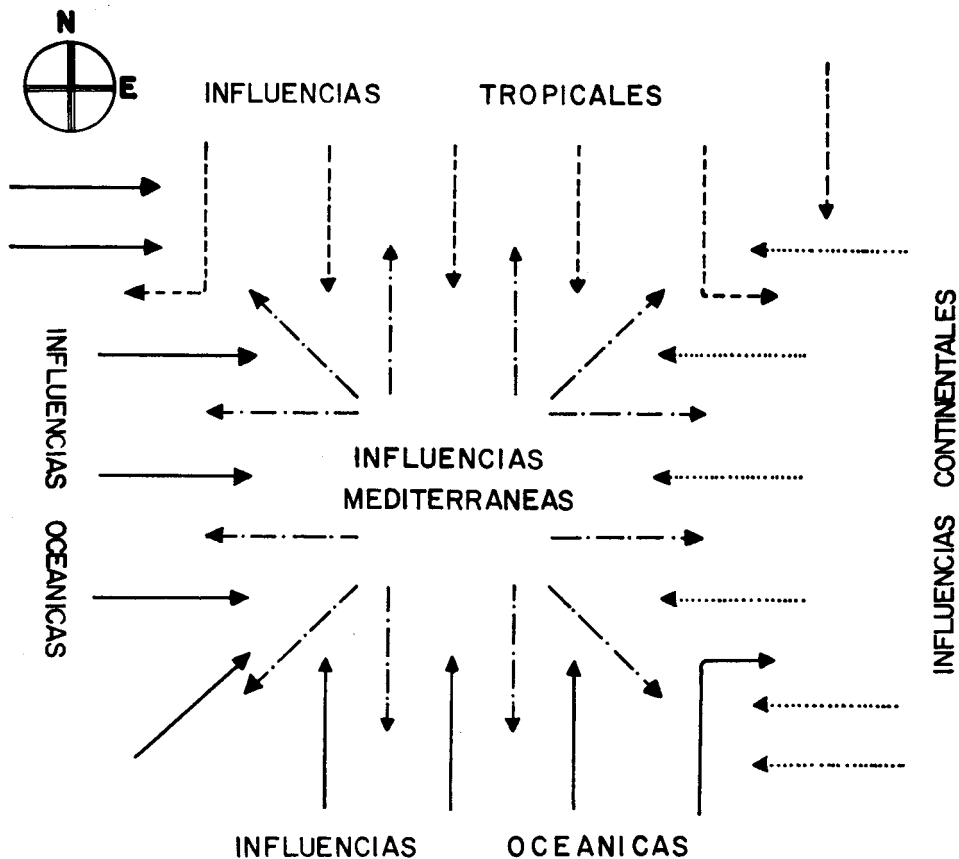 N
E
INFLUENCIAS TROPICALES
INFLUENCIAS OCEANICAS
INFLUENCIAS
MEDITERRANEAS
INFLUENCIAS CONTINENTALES
INFLUENCIAS OCEANICAS